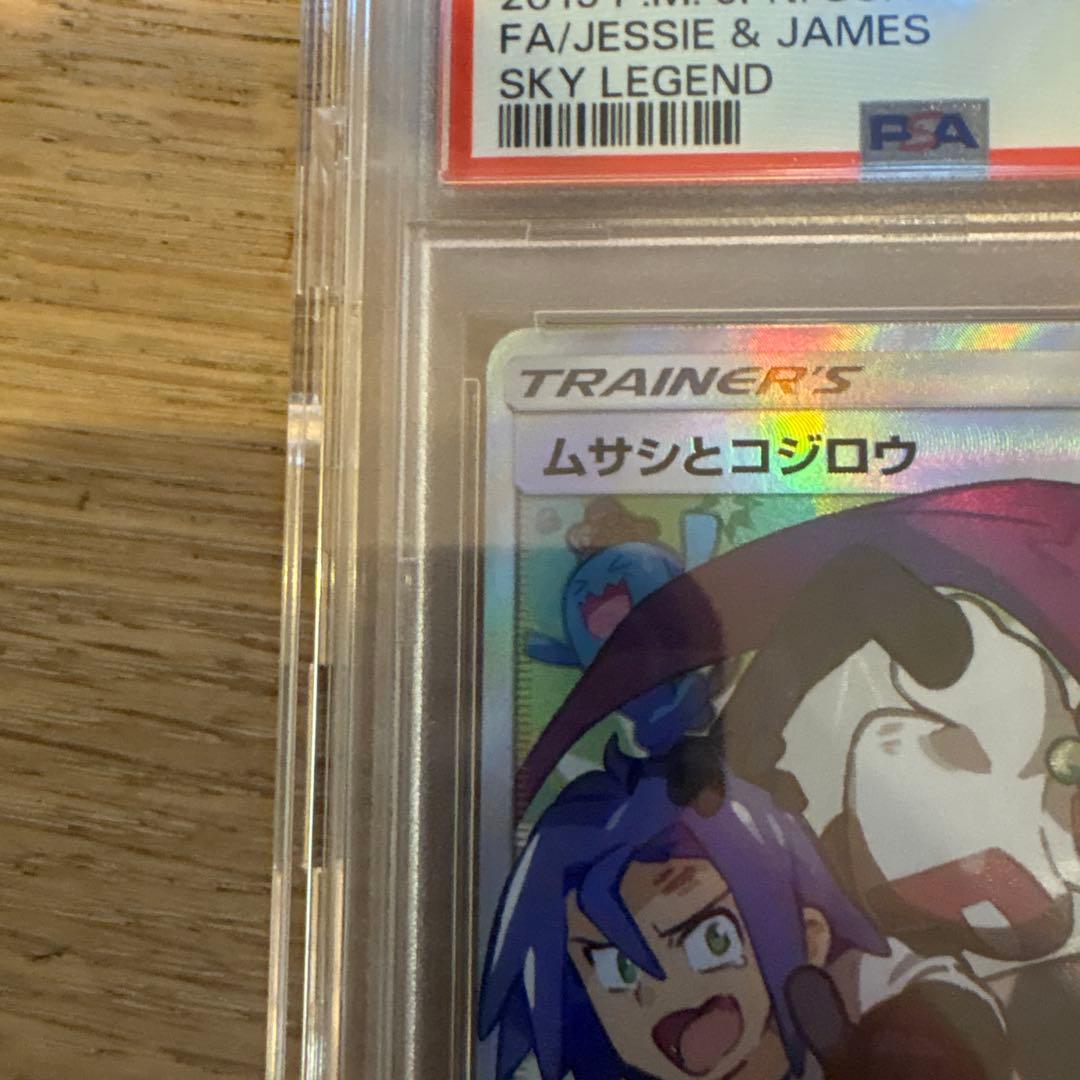 FA/JESSIE & JAMES
SKY LEGEND
PSA
TRAINER'S
ムサシとコジロウ